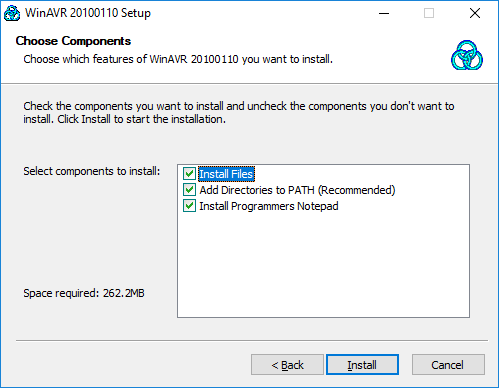 WinAVR 20100110 Setup
Choose Components
Choose which features of WinAVR 20100110 you want to install.
Check the components you want to install and uncheck the components you don't want to
install. Click Install to start the installation.
Select components to install:
Install Files
Add Directories to PATH (Recommended)
Install Programmers Notepad
Space required: 262.2MB
< Back
Install
Cancel